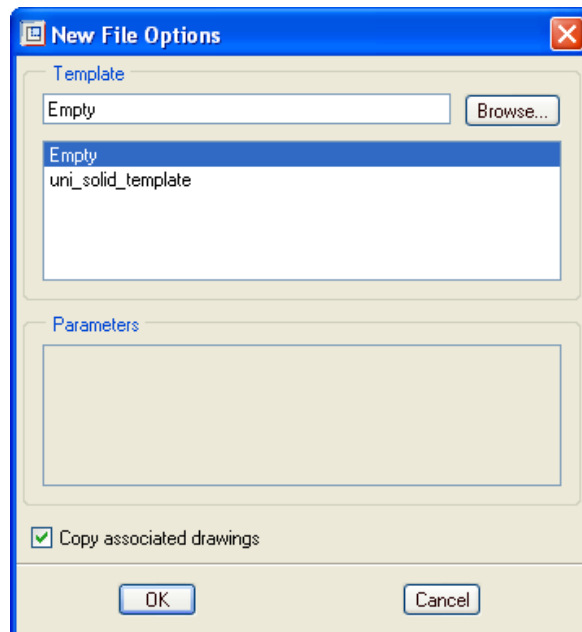 New File Options
Template
Empty
Browse...
Empty
uni_solid_template
Parameters
Copy associated drawings
OK
Cancel